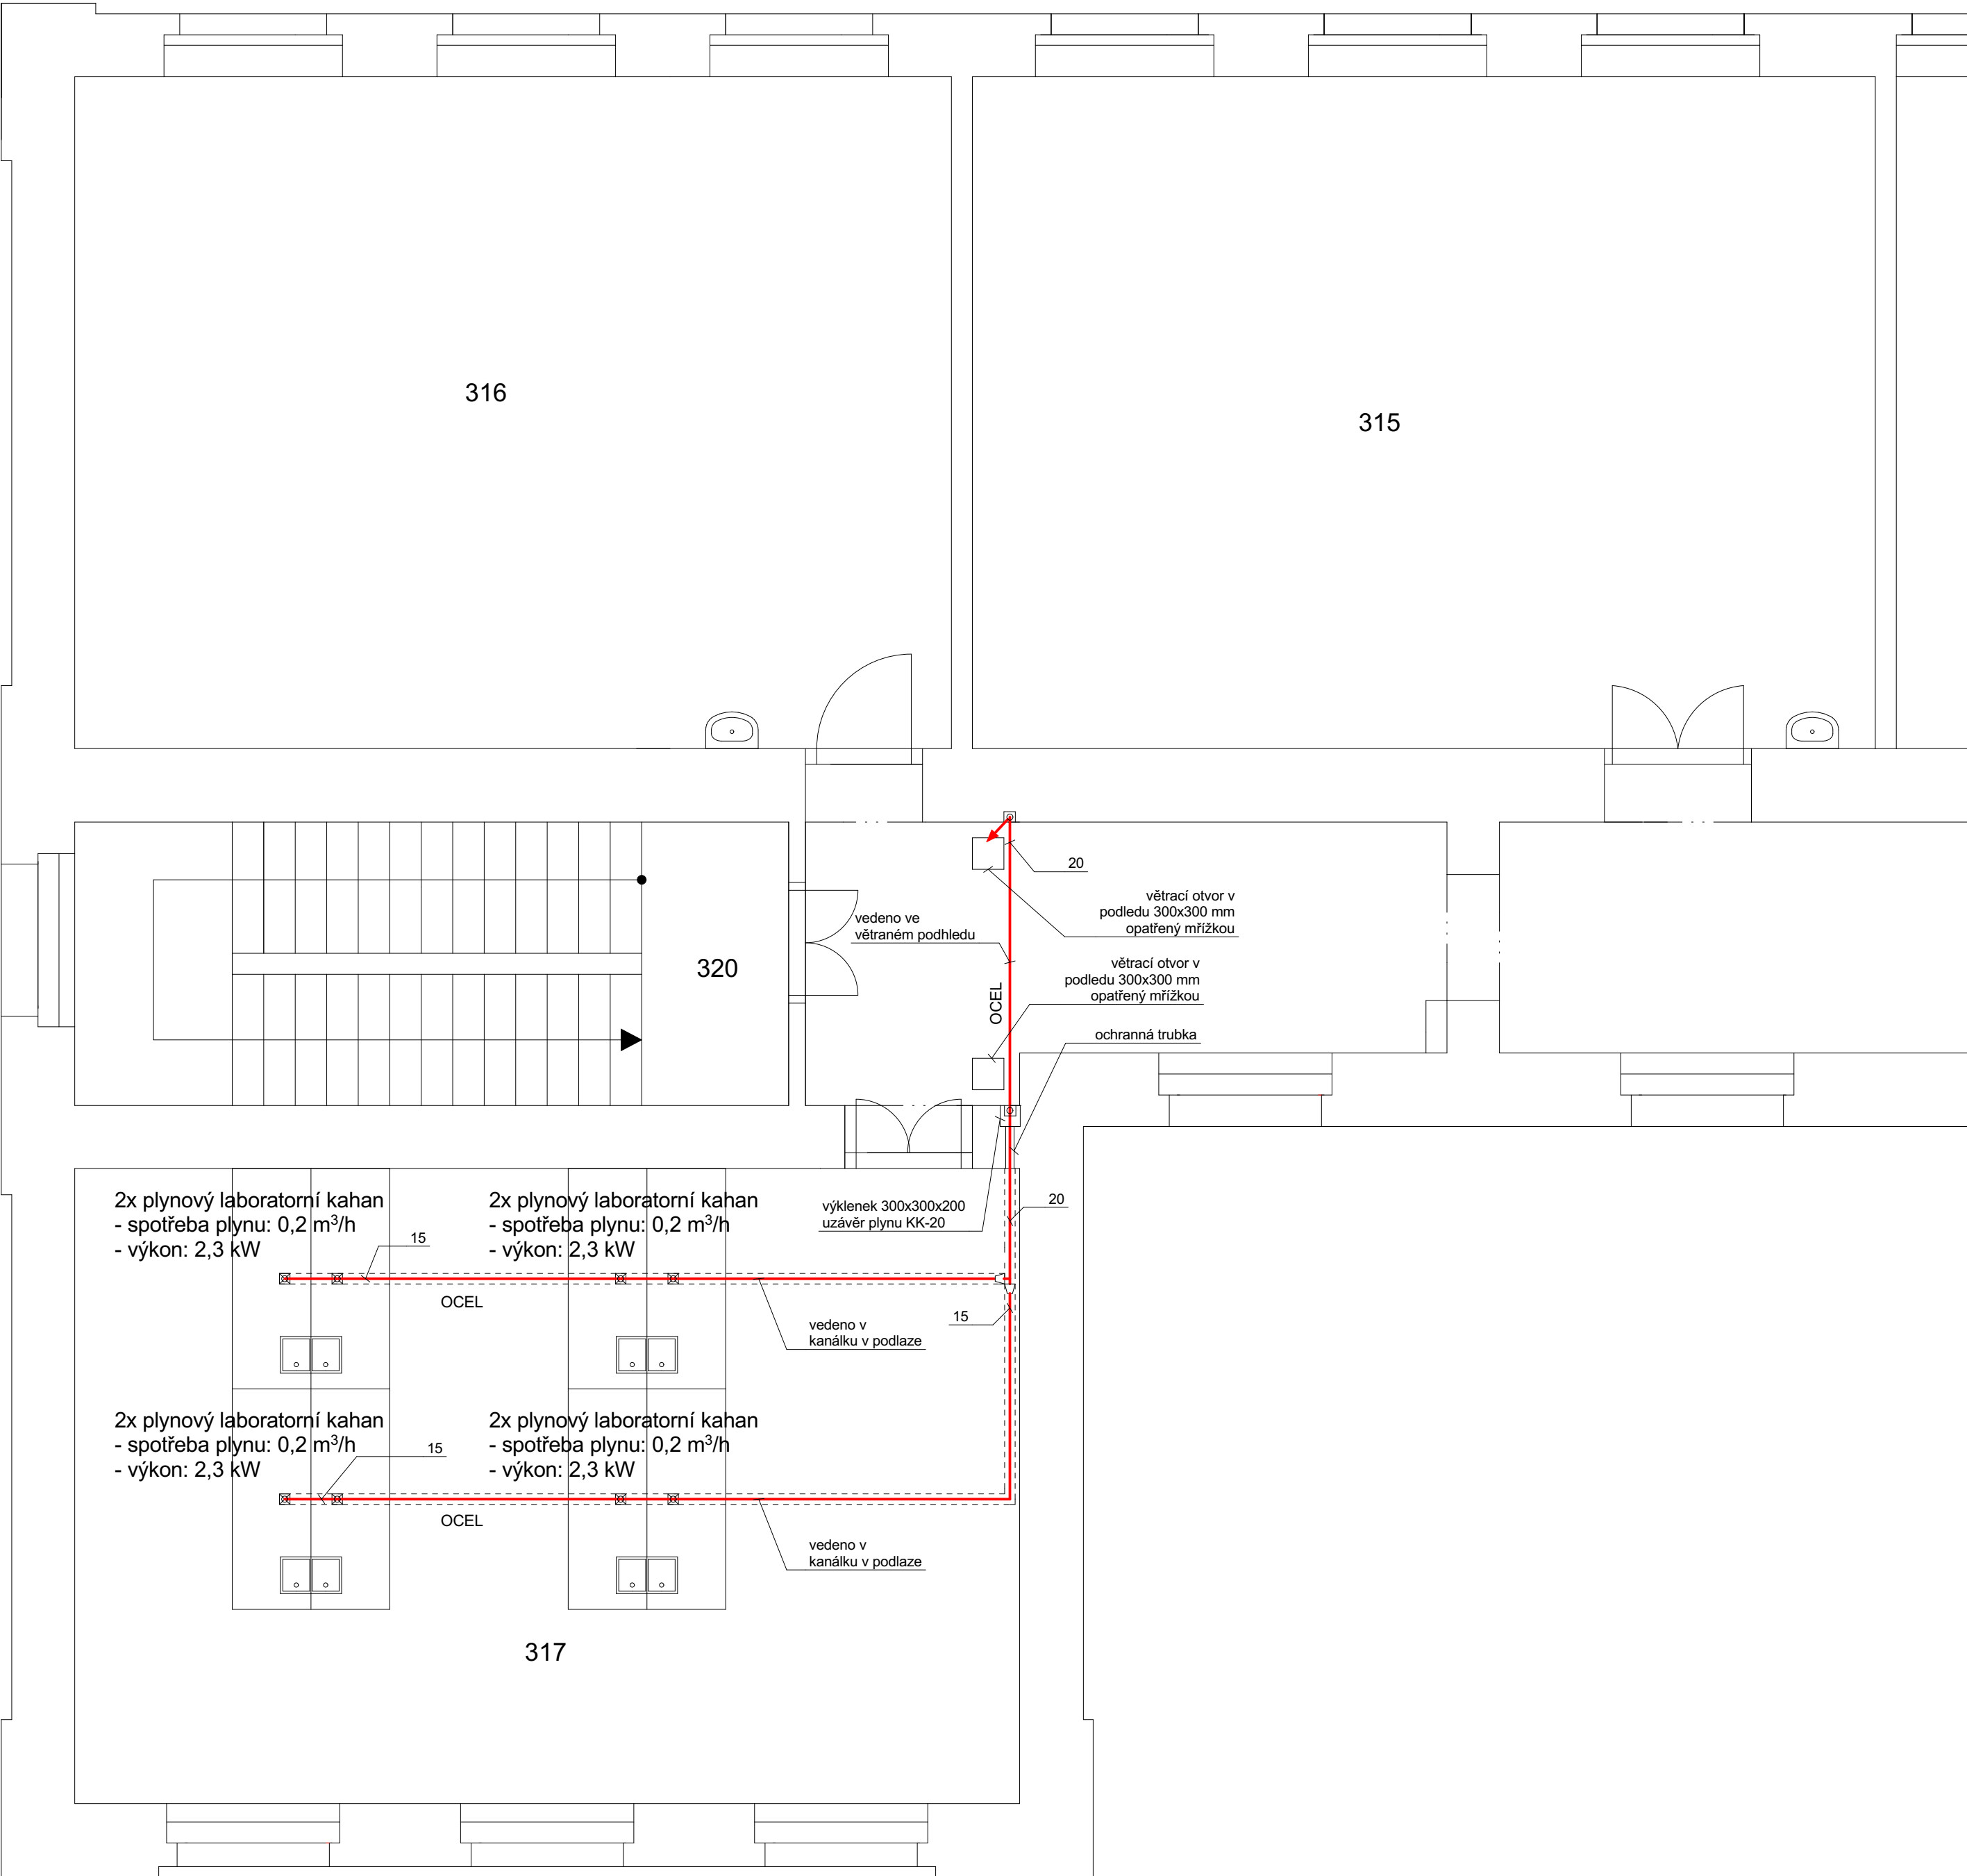 316
315
20
větrací otvor v
podledu 300x300 mm
opatřený mřížkou
vedeno ve
větraném podhledu
320
větrací otvor v
podledu 300x300 mm
opatřený mřížkou
OCEL
ochranná trubka
2x plynový laboratorní kahan
- spotřeba plynu: 0,2 m³/h
- výkon: 2,3 kW
15
2x plynový laboratorní kahan
- spotřeba plynu: 0,2 m³/h
- výkon: 2,3 kW
výklenek 300x300x200
uzávěr plynu KK-20
20
OCEL
vedeno v
kanálku v podlaze
15
2x plynový laboratorní kahan
- spotřeba plynu: 0,2 m³/h
- výkon: 2,3 kW
15
2x plynový laboratorní kahan
- spotřeba plynu: 0,2 m³/h
- výkon: 2,3 kW
OCEL
vedeno v
kanálku v podlaze
317